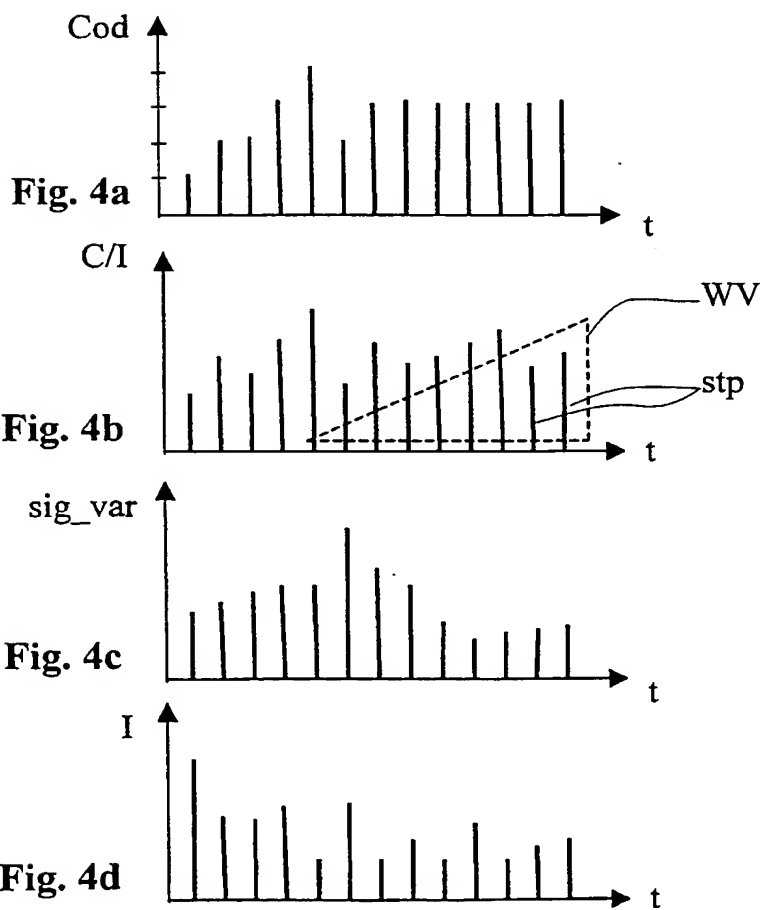 Cod
Fig. 4a
t
C/I
WV
stp
Fig. 4b
t
sig_var
Fig. 4c
t
I
Fig. 4d
t